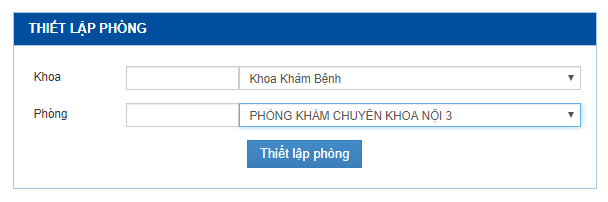 THIẾT LẬP PHÒNG
Khoa Khoa Khám Bệnh
Phòng PHÒNG KHÁM CHUYÊN KHOA NỘI 3
Thiết lập phòng